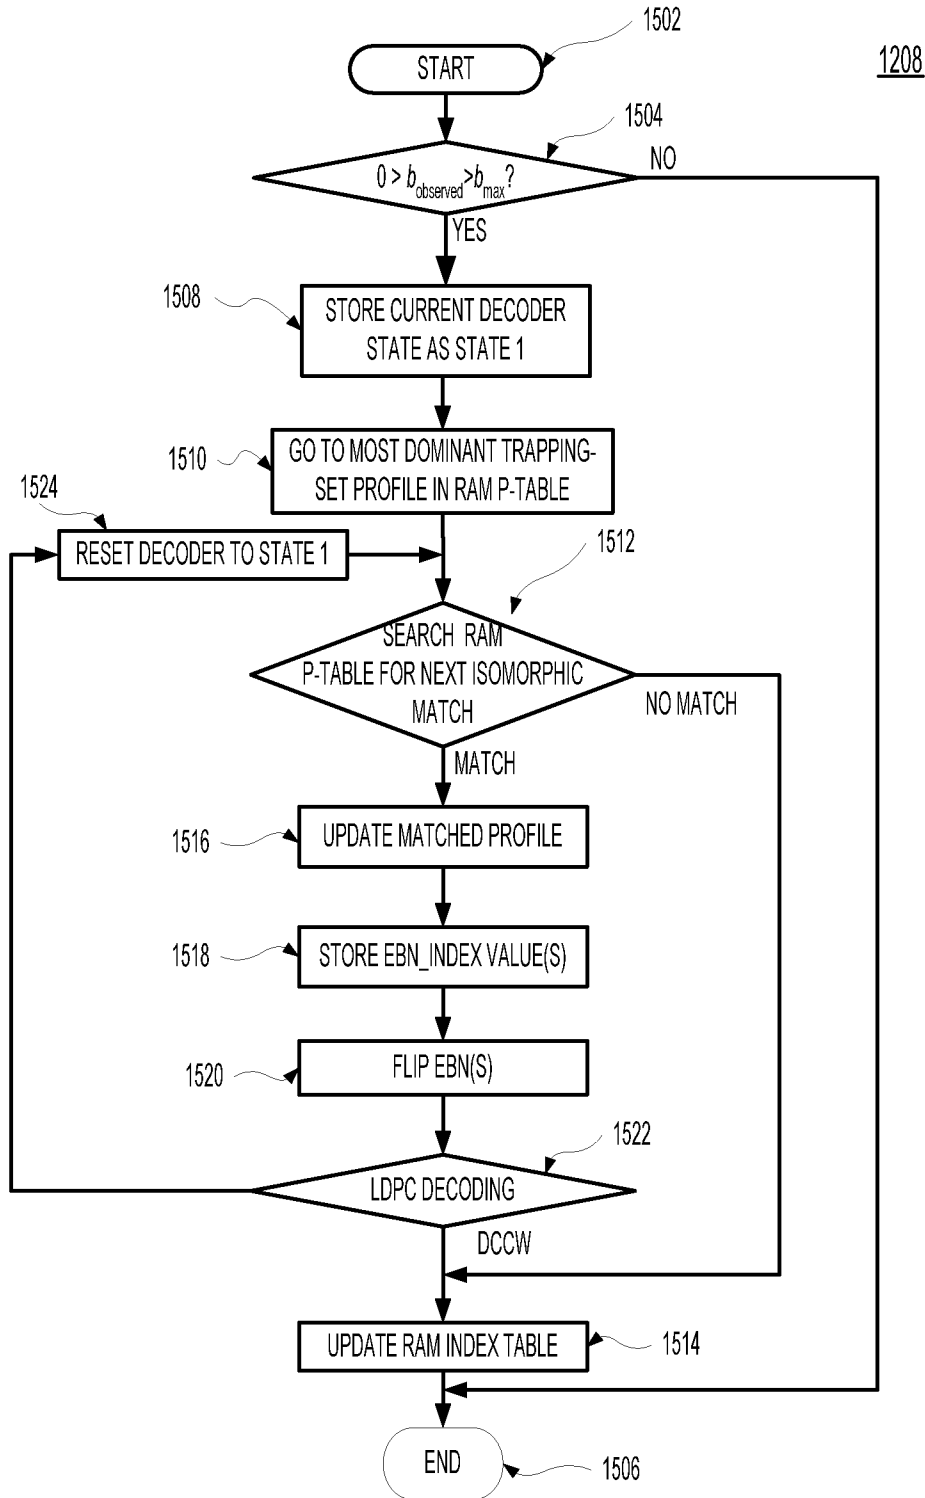 1502
START
1208
1504
0 > b_observed > b_max?
NO
YES
1508
STORE CURRENT DECODER
STATE AS STATE 1
1510
GO TO MOST DOMINANT TRAPPING-
SET PROFILE IN RAM P-TABLE
1524
RESET DECODER TO STATE 1
1512
SEARCH RAM
P-TABLE FOR NEXT ISOMORPHIC
MATCH
NO MATCH
MATCH
1516
UPDATE MATCHED PROFILE
1518
STORE EBN_INDEX VALUE(S)
1520
FLIP EBN(S)
1522
LDPC DECODING
DCCW
UPDATE RAM INDEX TABLE
1514
END
1506